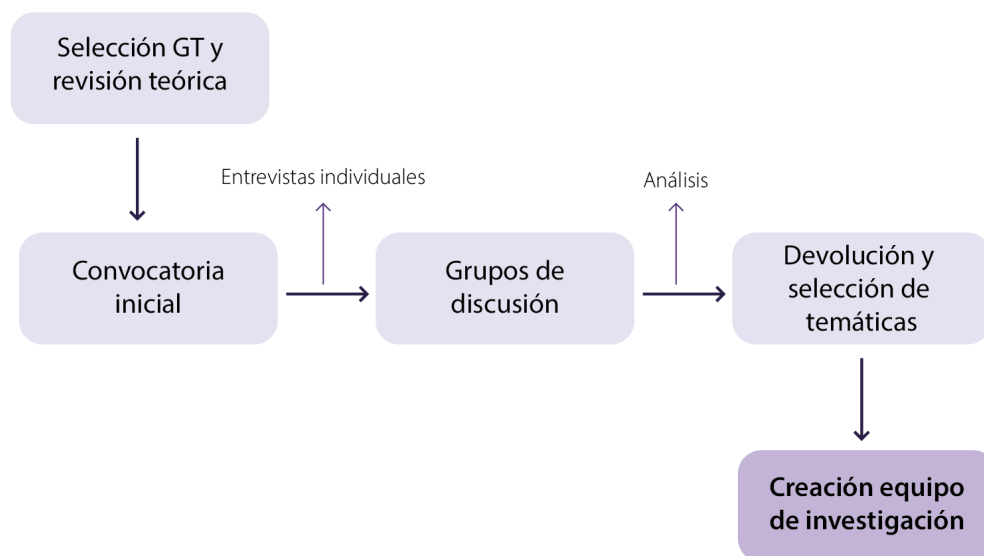 Selección GT y
revisión teórica
Entrevistas individuales
Análisis
Convocatoria
inicial
Grupos de
discusión
Devolución y
selección de
temáticas
Creación equipo
de investigación